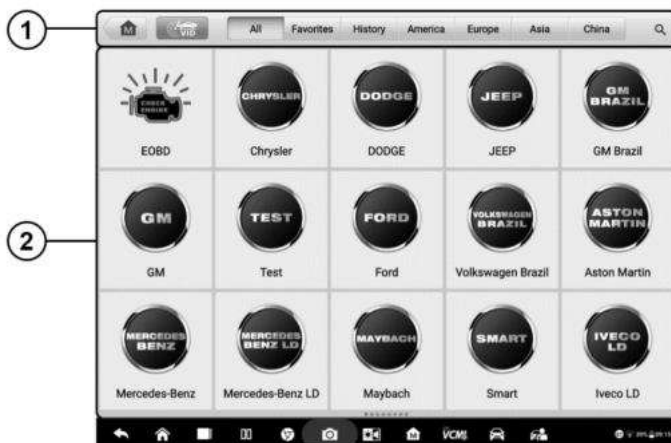 1
VID All Favorites History America Europe Asia China
2
CHECK ENGINE
CHRYSLER
DODGE
JEEP
GM BRAZIL
EOBD Chrysler DODGE JEEP GM Brazil
GM
TEST
FORD
VOLKSWAGEN BRAZIL
ASTON MARTIN
GM Test Ford Volkswagen Brazil Aston Martin
MERCEDES BENZ
MERCEDES BENZ LD
MAYBACH
SMART
IVECO LD
Mercedes-Benz Mercedes-Benz LD Maybach Smart Iveco LD
M VCMI